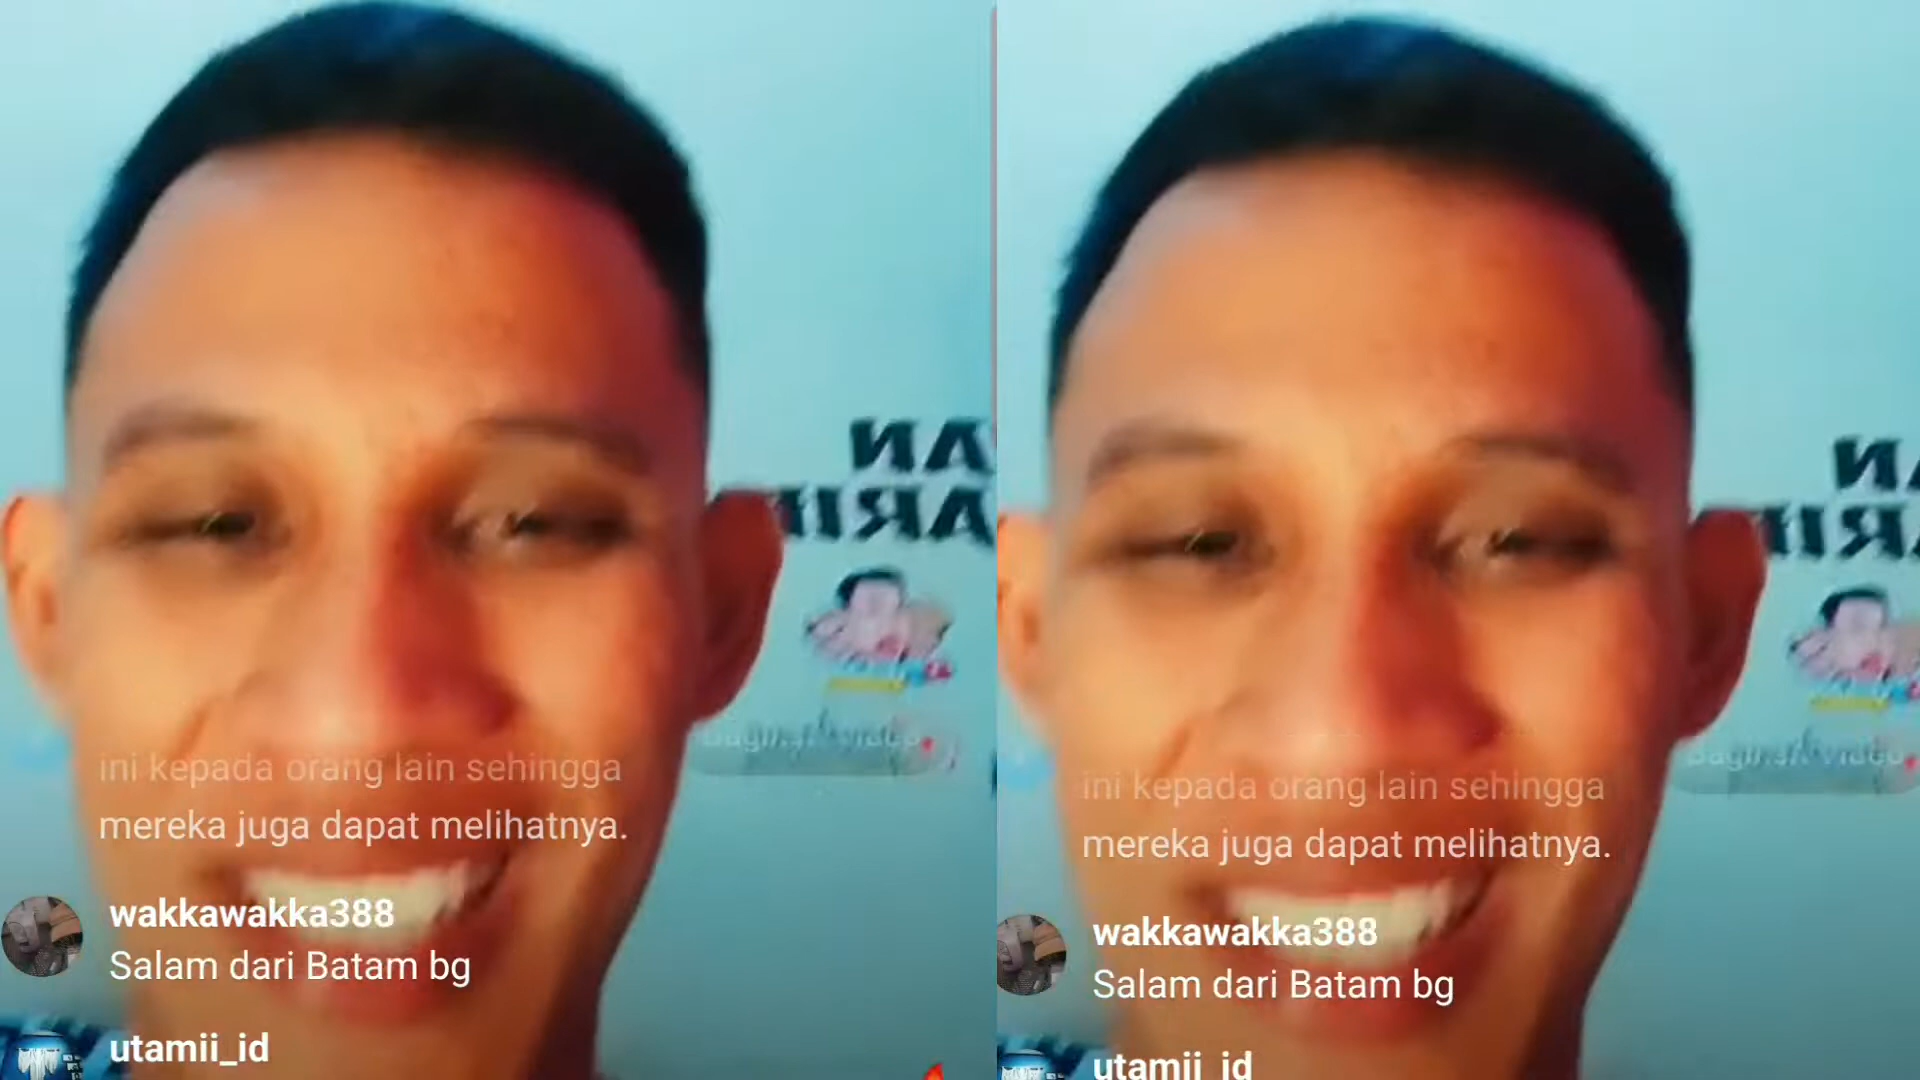 ini kepada orang lain sehingga
mereka juga dapat melihatnya.
wakkawakka388
Salam dari Batam bg
utamii_id
ini kepada orang lain sehingga
mereka juga dapat melihatnya.
wakkawakka388
Salam dari Batam bg
utamii_id